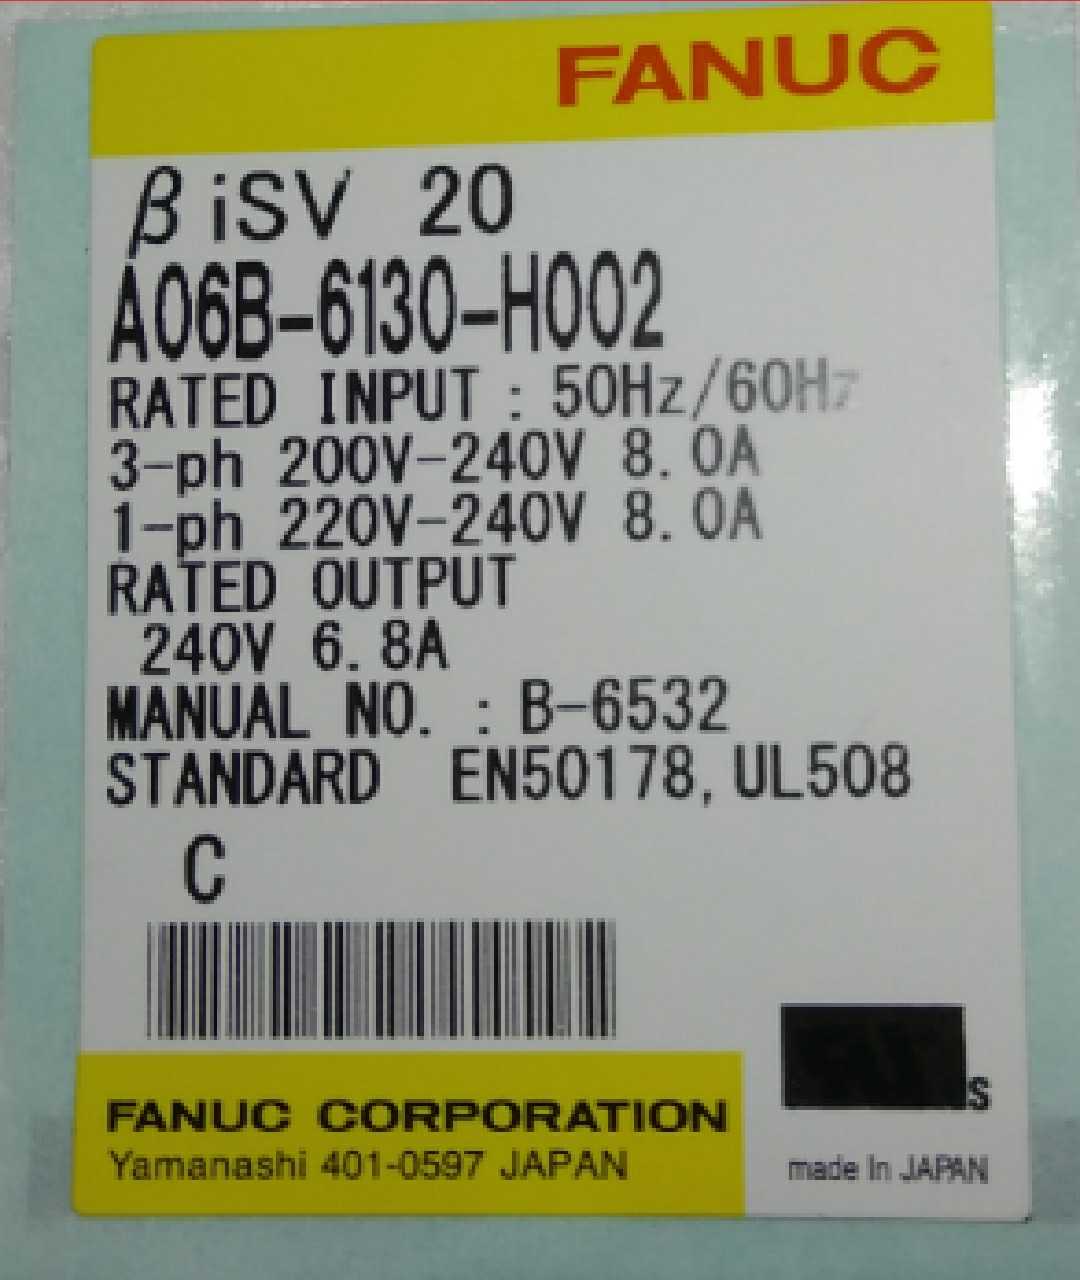 FANUC
βiSV 20
A06B-6130-H002
RATED INPUT : 50Hz/60Hz
3-ph 200V-240V 8.0A
1-ph 220V-240V 8.0A
RATED OUTPUT
240V 6.8A
MANUAL NO. : B-6532
STANDARD EN50178, UL508
C
S
FANUC CORPORATION
Yamanashi 401-0597 JAPAN
made In JAPAN